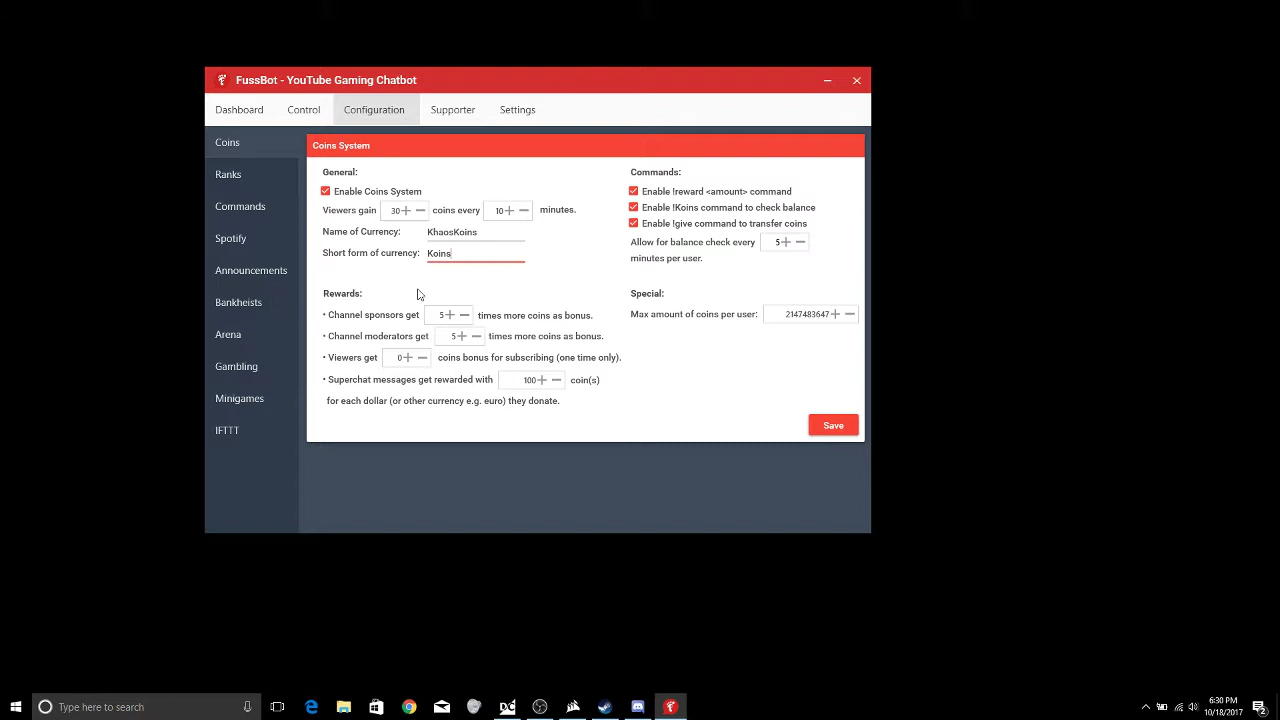 FussBot - YouTube Gaming Chatbot
Dashboard Control Configuration Supporter Settings
Coins
Ranks
Commands
Spotify
Announcements
Bankheists
Arena
Gambling
Minigames
IFTTT
Coins System
General:
Enable Coins System
Viewers gain 30 coins every 10 minutes.
Name of Currency: KhaosKoins
Short form of currency: Koins
Rewards:
• Channel sponsors get 5 times more coins as bonus.
• Channel moderators get 5 times more coins as bonus.
• Viewers get 0 coins bonus for subscribing (one time only).
• Superchat messages get rewarded with 100 coin(s)
for each dollar (or other currency e.g. euro) they donate.
Commands:
Enable !reward <amount> command
Enable !Koins command to check balance
Enable !give command to transfer coins
Allow for balance check every 5
minutes per user.
Special:
Max amount of coins per user: 2147483647
Save
Type here to search
DC
6:30 PM
10/18/2017